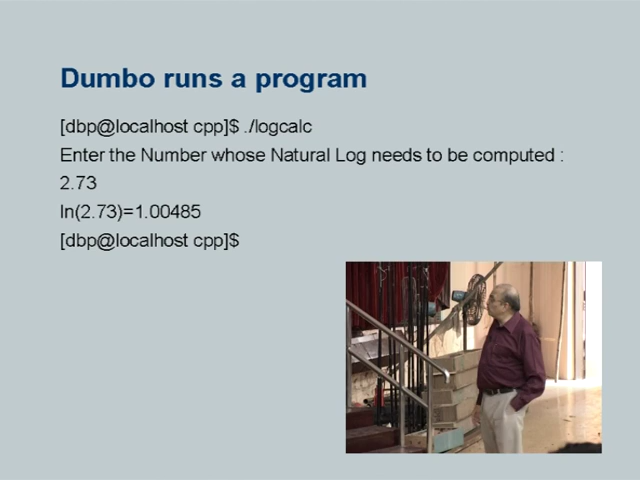 Dumbo runs a program
[dbp@localhost cpp]$ ./logcalc
Enter the Number whose Natural Log needs to be computed :
2.73
ln(2.73)=1.00485
[dbp@localhost cpp]$